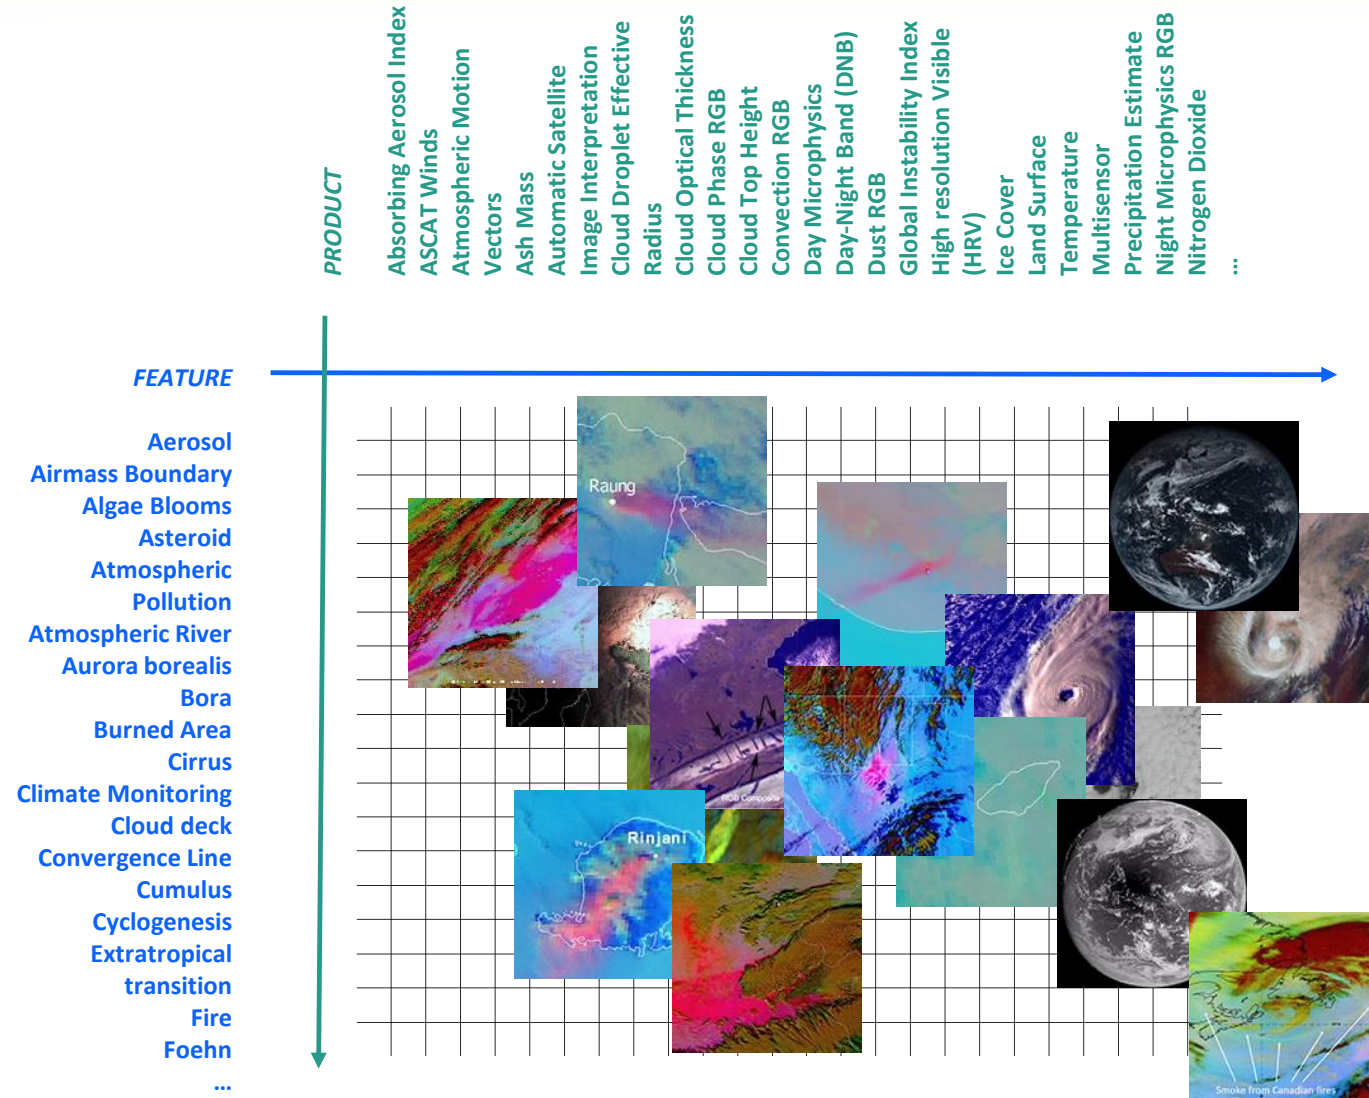 PRODUCT
Absorbing Aerosol Index
ASCAT Winds
Atmospheric Motion
Vectors
Ash Mass
Automatic Satellite
Image Interpretation
Cloud Droplet Effective
Radius
Cloud Optical Thickness
Cloud Phase RGB
Cloud Top Height
Convection RGB
Day Microphysics
Day-Night Band (DNB)
Dust RGB
Global Instability Index
High resolution Visible
(HRV)
Ice Cover
Land Surface
Temperature
Multisensor
Precipitation Estimate
Night Microphysics RGB
Nitrogen Dioxide
...
FEATURE
Aerosol
Airmass Boundary
Algae Blooms
Asteroid
Atmospheric
Pollution
Atmospheric River
Aurora borealis
Bora
Burned Area
Cirrus
Climate Monitoring
Cloud deck
Convergence Line
Cumulus
Cyclogenesis
Extratropical
transition
Fire
Foehn
...
Raung
RGB Composite
Rinjani
Smoke from Canadian fires